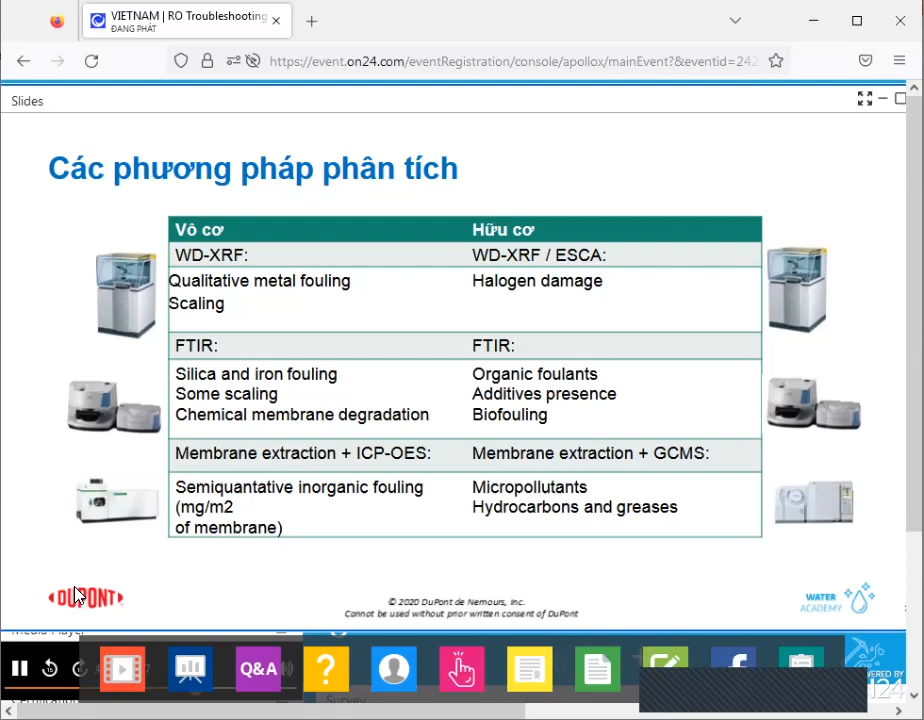 VIETNAM | RO Troubleshooting
ĐANG PHÁT
https://event.on24.com/eventRegistration/console/apollox/mainEvent?&eventid=242
Slides
Các phương pháp phân tích
Vô cơ
Hữu cơ
WD-XRF:
WD-XRF / ESCA:
Qualitative metal fouling
Scaling
Halogen damage
FTIR:
FTIR:
Silica and iron fouling
Some scaling
Chemical membrane degradation
Organic foulants
Additives presence
Biofouling
Membrane extraction + ICP-OES:
Membrane extraction + GCMS:
Semiquantative inorganic fouling
(mg/m2
of membrane)
Micropollutants
Hydrocarbons and greases
DUPONT
© 2020 DuPont de Nemours, Inc.
Cannot be used without prior written consent of DuPont
WATER
ACADEMY
Media Player
Q&A
?
f
Survey